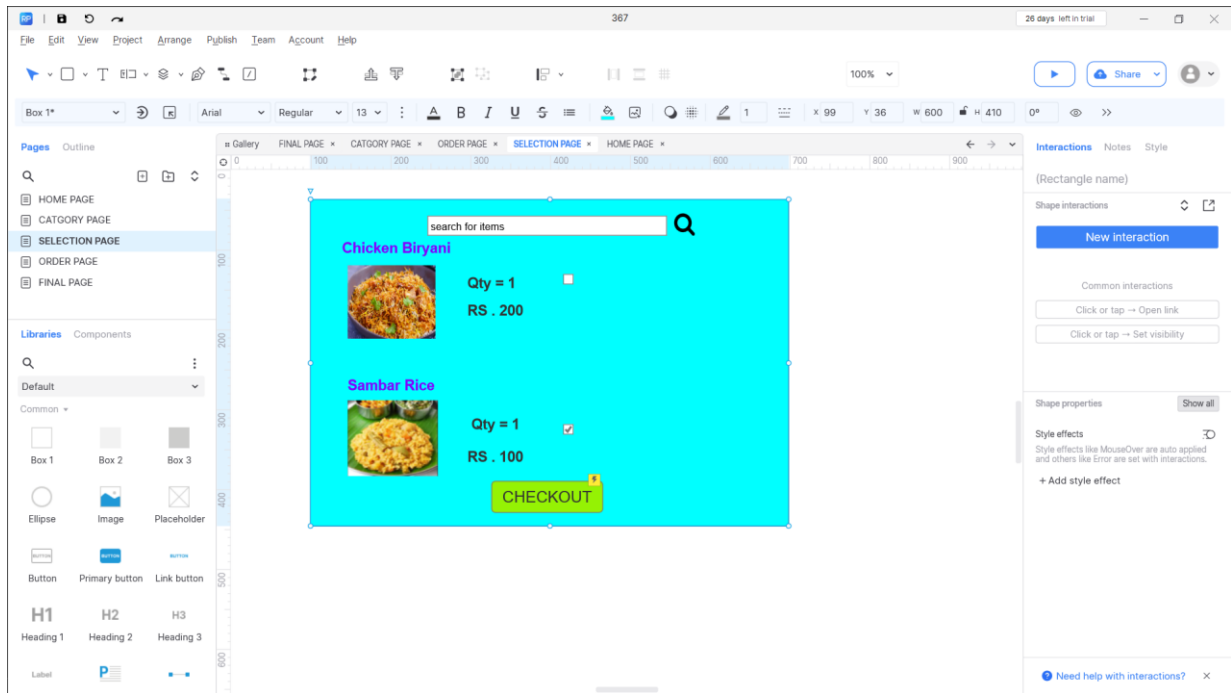 RP
367
26 days left in trial
File Edit View Project Arrange Publish Team Account Help
100%
Share
Box 1*
Arial
Regular
13
A B I U S
1
X 99
Y 36
W 600
H 410
0°
Pages Outline
HOME PAGE
CATGORY PAGE
SELECTION PAGE
ORDER PAGE
FINAL PAGE
Libraries Components
Default
Common
Box 1 Box 2 Box 3
Ellipse Image Placeholder
BUTTON BUTTON BUTTON
Button Primary button Link button
H1 H2 H3
Heading 1 Heading 2 Heading 3
Label
Gallery FINAL PAGE CATGORY PAGE ORDER PAGE SELECTION PAGE HOME PAGE
0 100 200 300 400 500 600 700 800 900
0
100
200
300
400
500
600
search for items
Chicken Biryani
Qty = 1
RS . 200
Sambar Rice
Qty = 1
RS . 100
CHECKOUT
Interactions Notes Style
(Rectangle name)
Shape interactions
New interaction
Common interactions
Click or tap → Open link
Click or tap → Set visibility
Shape properties
Show all
Style effects
Style effects like MouseOver are auto applied
and others like Error are set with interactions.
+ Add style effect
Need help with interactions?